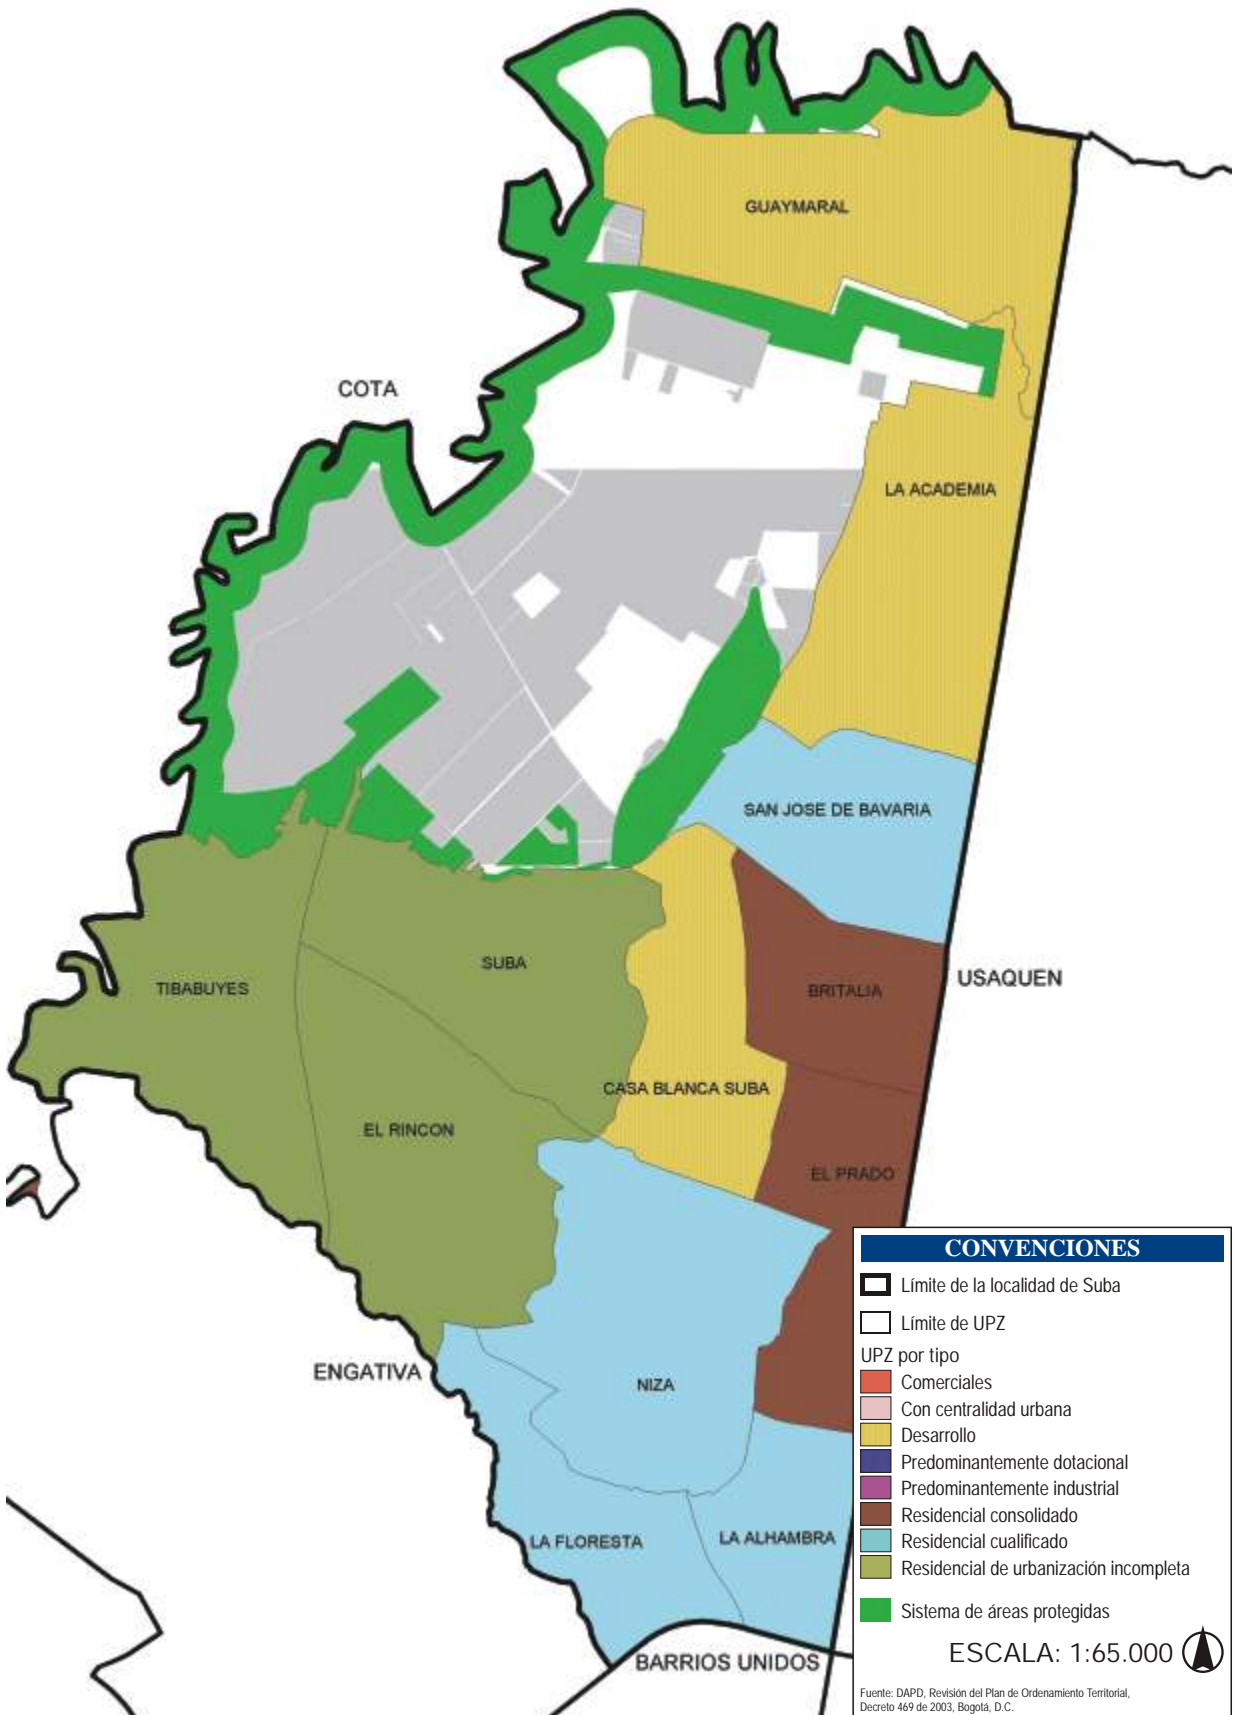 GUAYMARAL
COTA
LA ACADEMIA
SAN JOSE DE BAVARIA
SUBA
USAQUEN
TIBABUYES
BRITALIA
CASA BLANCA SUBA
EL RINCON
EL PRADO
ENGATIVA
NIZA
LA FLORESTA
LA ALHAMBRA
BARRIOS UNIDOS
CONVENCIONES
Límite de la localidad de Suba
Límite de UPZ
UPZ por tipo
Comerciales
Con centralidad urbana
Desarrollo
Predominantemente dotacional
Predominantemente industrial
Residencial consolidado
Residencial cualificado
Residencial de urbanización incompleta
Sistema de áreas protegidas
ESCALA: 1:65.000
Fuente: DAPD, Revisión del Plan de Ordenamiento Territorial,
Decreto 469 de 2003, Bogotá, D.C.